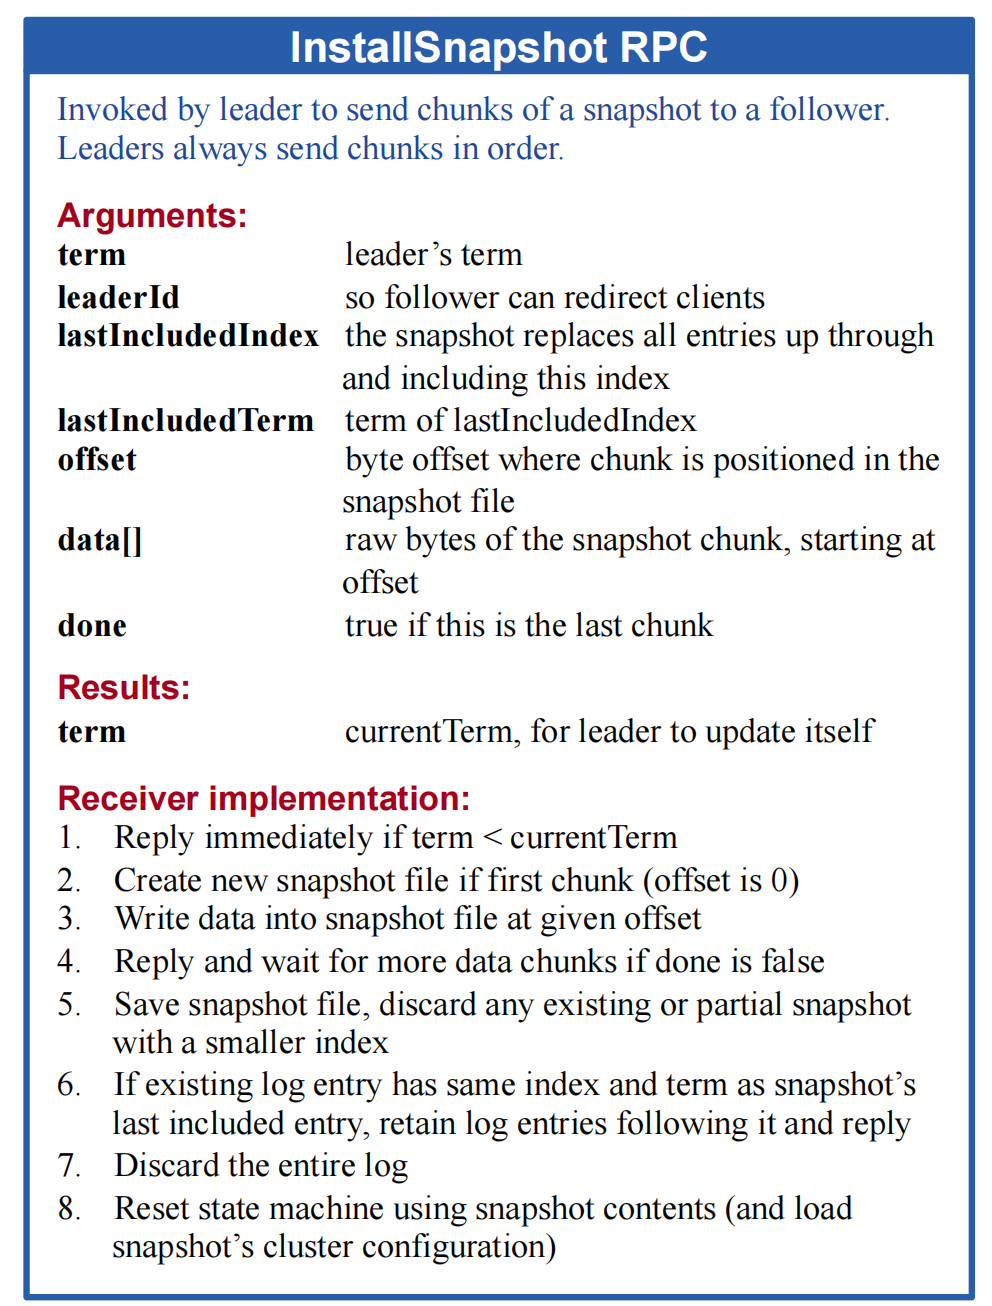 InstallSnapshot RPC
Invoked by leader to send chunks of a snapshot to a follower.
Leaders always send chunks in order.
Arguments:
term leader’s term
leaderId so follower can redirect clients
lastIncludedIndex the snapshot replaces all entries up through
and including this index
lastIncludedTerm term of lastIncludedIndex
offset byte offset where chunk is positioned in the
snapshot file
data[] raw bytes of the snapshot chunk, starting at
offset
done true if this is the last chunk
Results:
term currentTerm, for leader to update itself
Receiver implementation:
1. Reply immediately if term < currentTerm
2. Create new snapshot file if first chunk (offset is 0)
3. Write data into snapshot file at given offset
4. Reply and wait for more data chunks if done is false
5. Save snapshot file, discard any existing or partial snapshot
with a smaller index
6. If existing log entry has same index and term as snapshot’s
last included entry, retain log entries following it and reply
7. Discard the entire log
8. Reset state machine using snapshot contents (and load
snapshot’s cluster configuration)